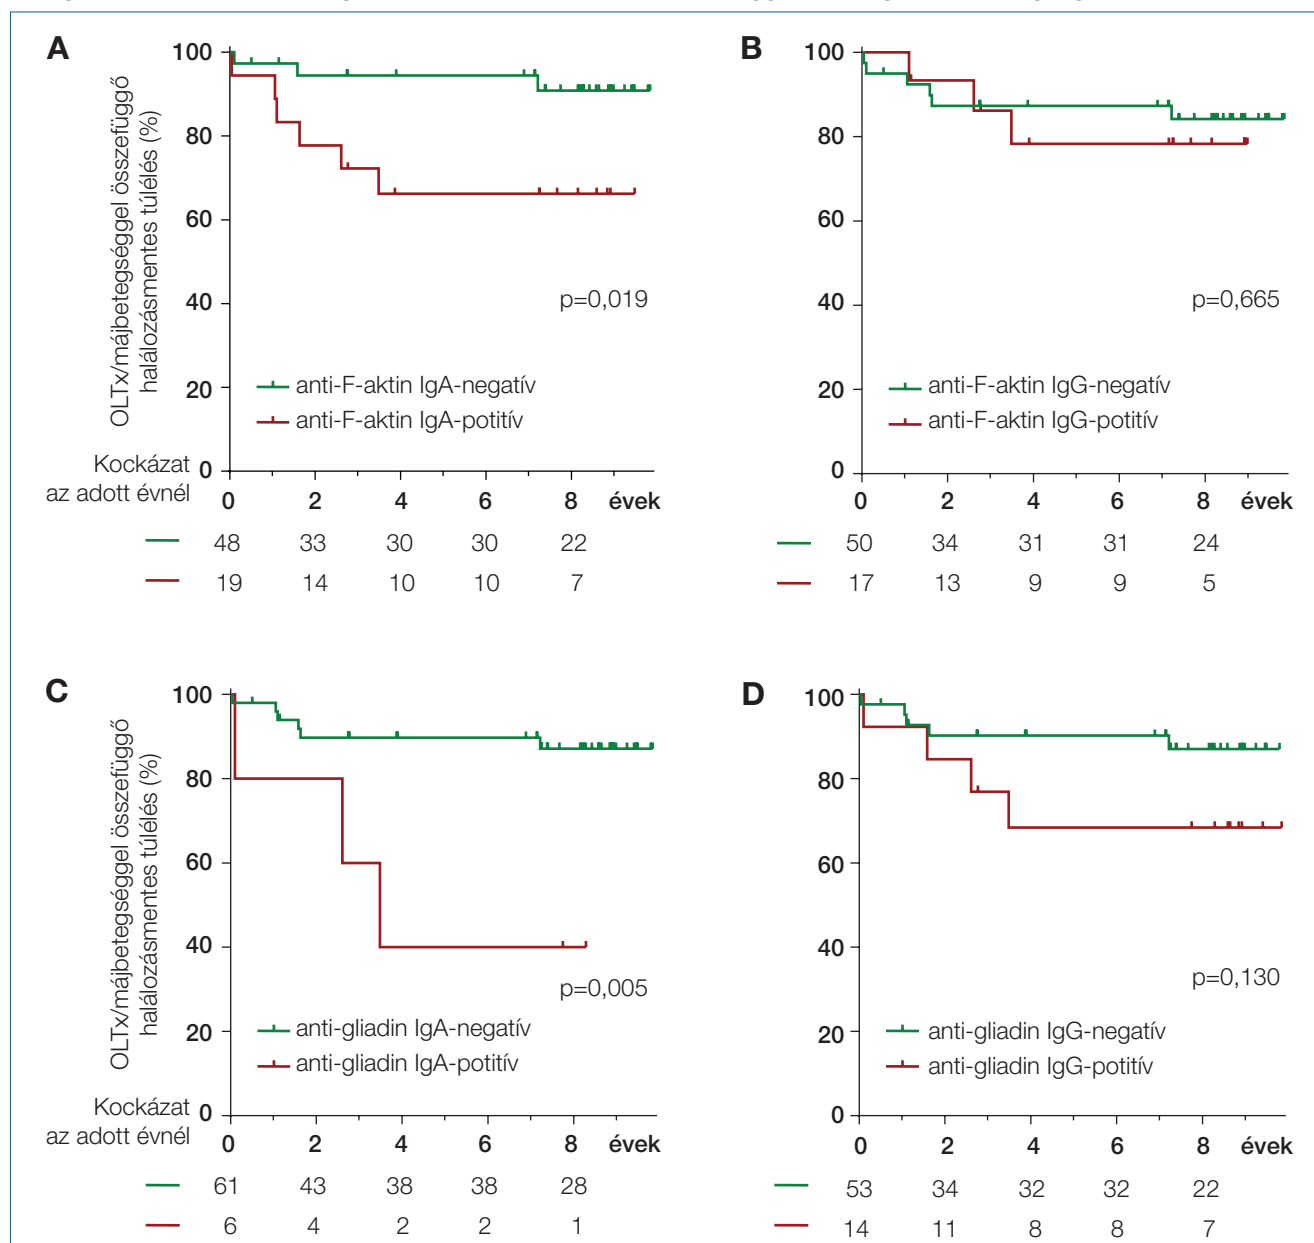 A
OLTx/májbetegséggel összefüggő
halálozásmentes túlélés (%)
100
80
60
40
20
0
p=0,019
anti-F-aktin IgA-negatív
anti-F-aktin IgA-potitív
Kockázat
az adott évnél
0 2 4 6 8 évek
48 33 30 30 22
19 14 10 10 7
B
100
80
60
40
20
0
p=0,665
anti-F-aktin IgG-negatív
anti-F-aktin IgG-potitív
0 2 4 6 8 évek
50 34 31 31 24
17 13 9 9 5
C
OLTx/májbetegséggel összefüggő
halálozásmentes túlélés (%)
100
80
60
40
20
0
p=0,005
anti-gliadin IgA-negatív
anti-gliadin IgA-potitív
Kockázat
az adott évnél
0 2 4 6 8 évek
61 43 38 38 28
6 4 2 2 1
D
100
80
60
40
20
0
p=0,130
anti-gliadin IgG-negatív
anti-gliadin IgG-potitív
0 2 4 6 8 évek
53 34 32 32 22
14 11 8 8 7